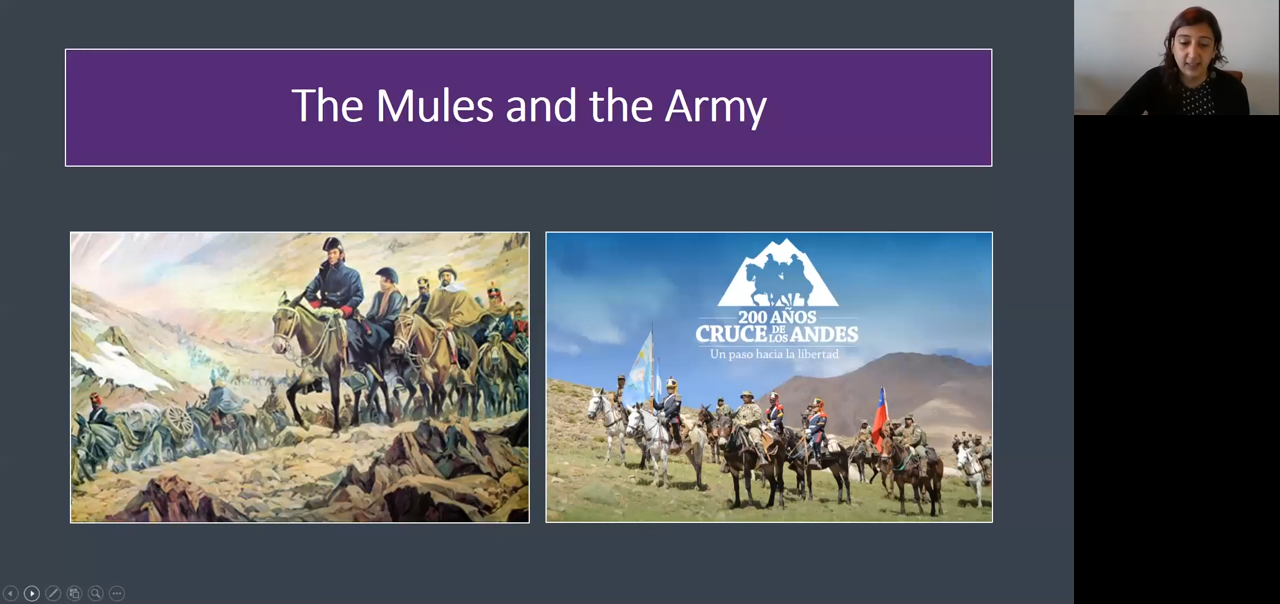 The Mules and the Army
200 AÑOS
CRUCE DE LOS ANDES
Un paso hacia la libertad